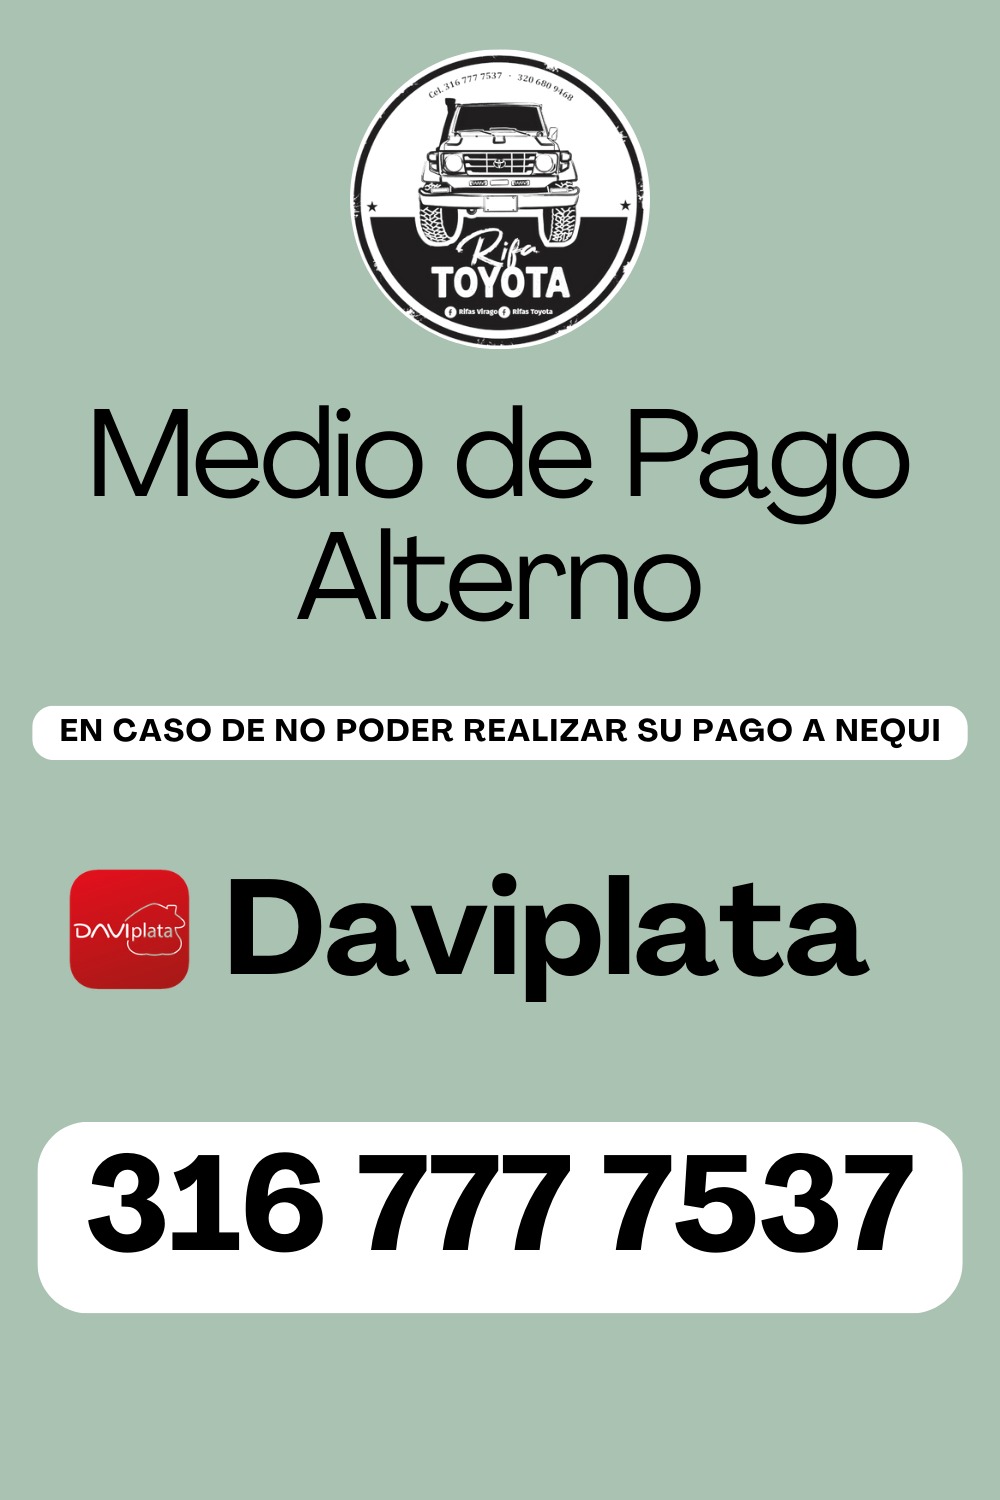 Cel. 316 777 7537 · 320 680 9468
Rifa
TOYOTA
Rifas Virago Rifas Toyota
Medio de Pago
Alterno
EN CASO DE NO PODER REALIZAR SU PAGO A NEQUI
DAVIplata
Daviplata
316 777 7537